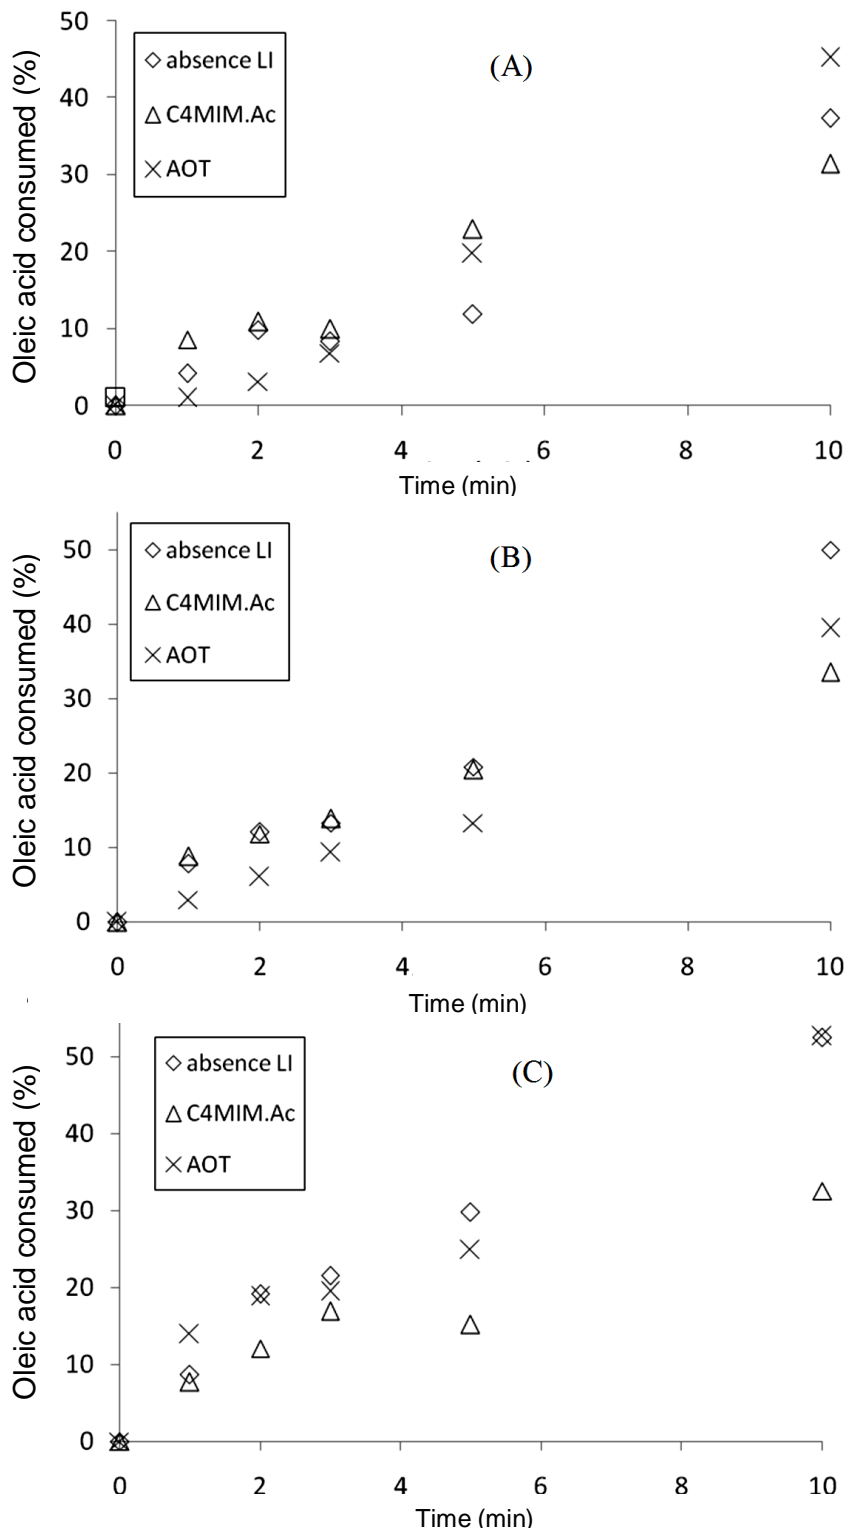 Oleic acid consumed (%)
50
40
30
20
10
0
absence LI
C4MIM.Ac
AOT
(A)
0 2 4 6 8 10
Time (min)
Oleic acid consumed (%)
50
40
30
20
10
0
absence LI
C4MIM.Ac
AOT
(B)
0 2 4 6 8 10
Time (min)
Oleic acid consumed (%)
50
40
30
20
10
0
absence LI
C4MIM.Ac
AOT
(C)
0 2 4 6 8 10
Time (min)